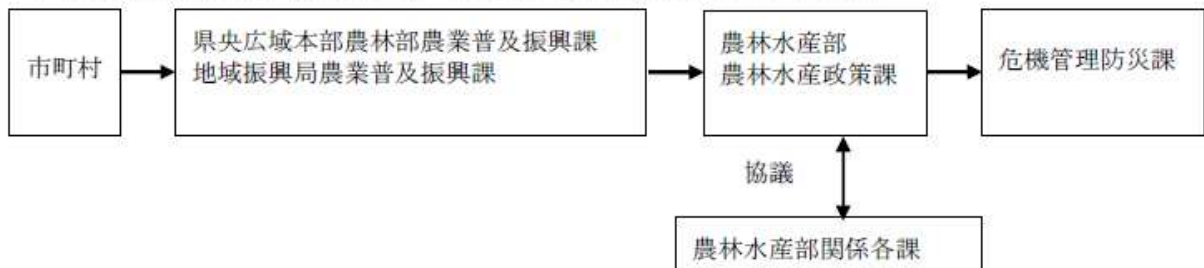 市町村
県央広域本部農林部農業普及振興課
地域振興局農業普及振興課
農林水産部
農林水産政策課
危機管理防災課
協議
農林水産部関係各課